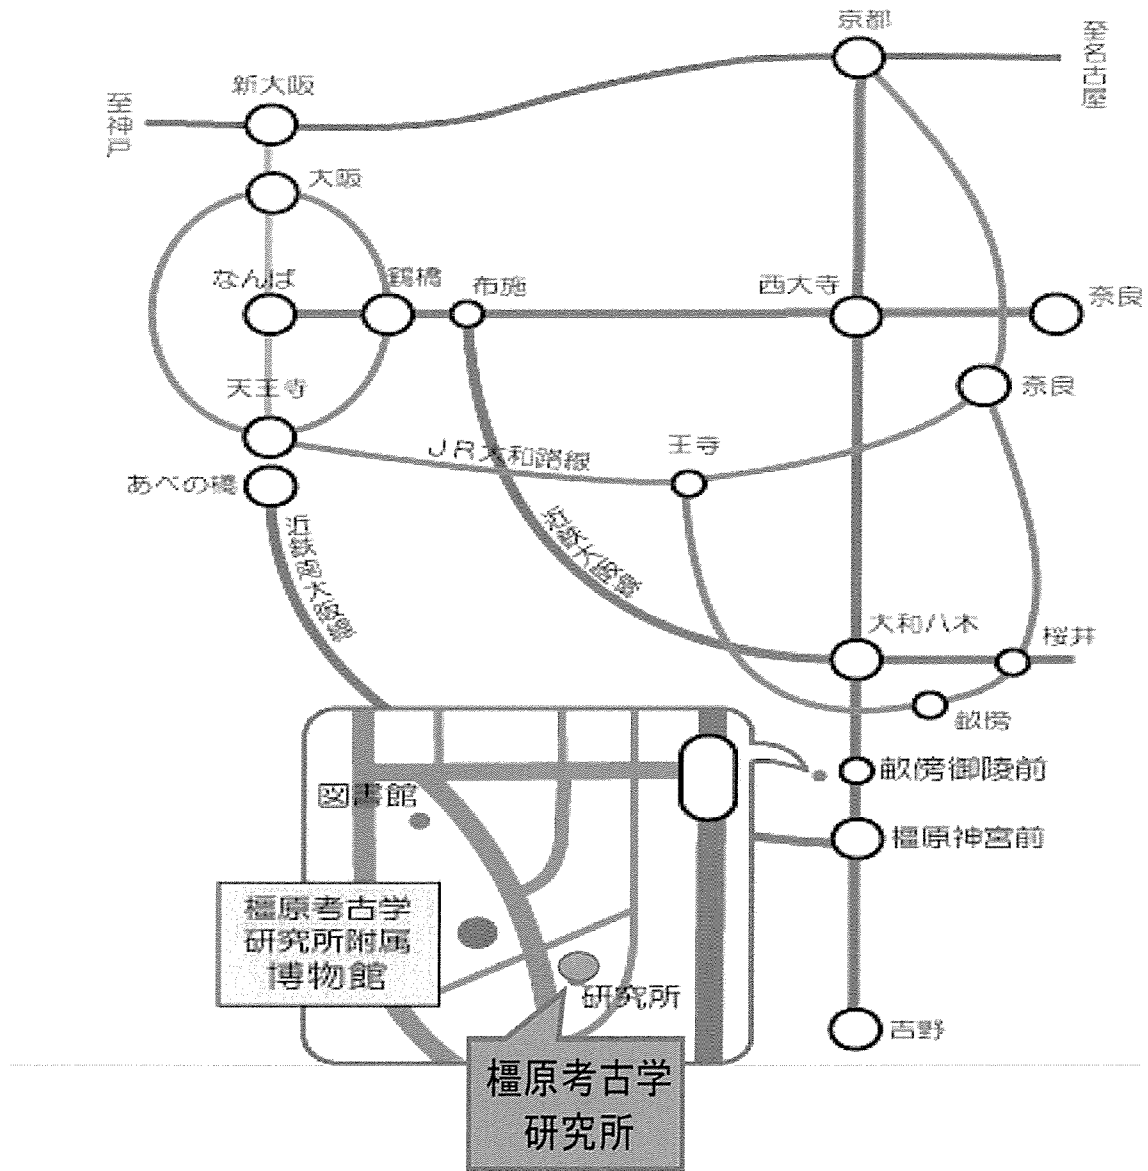 京都
至名古屋
新大阪
至神戸
大阪
なんば
鶴橋
布施
西大寺
奈良
天王寺
奈良
JR大和路線
王寺
あべの橋
近鉄南大阪線
近鉄大阪線
大和八木
桜井
畝傍
畝傍御陵前
図書館
橿原神宮前
橿原考古学
研究所附属
博物館
研究所
吉野
橿原考古学
研究所